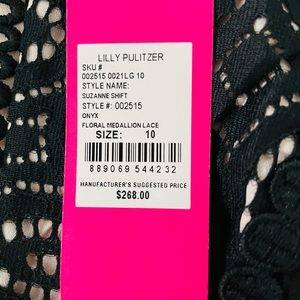 LILLY PULITZER
SKU #
002515 0021LG 10
STYLE NAME:
SUZANNE SHIFT
STYLE #: 002515
ONYX
FLORAL MEDALLION LACE
SIZE: 10
889069 544232
MANUFACTURER'S SUGGESTED PRICE
$268.00